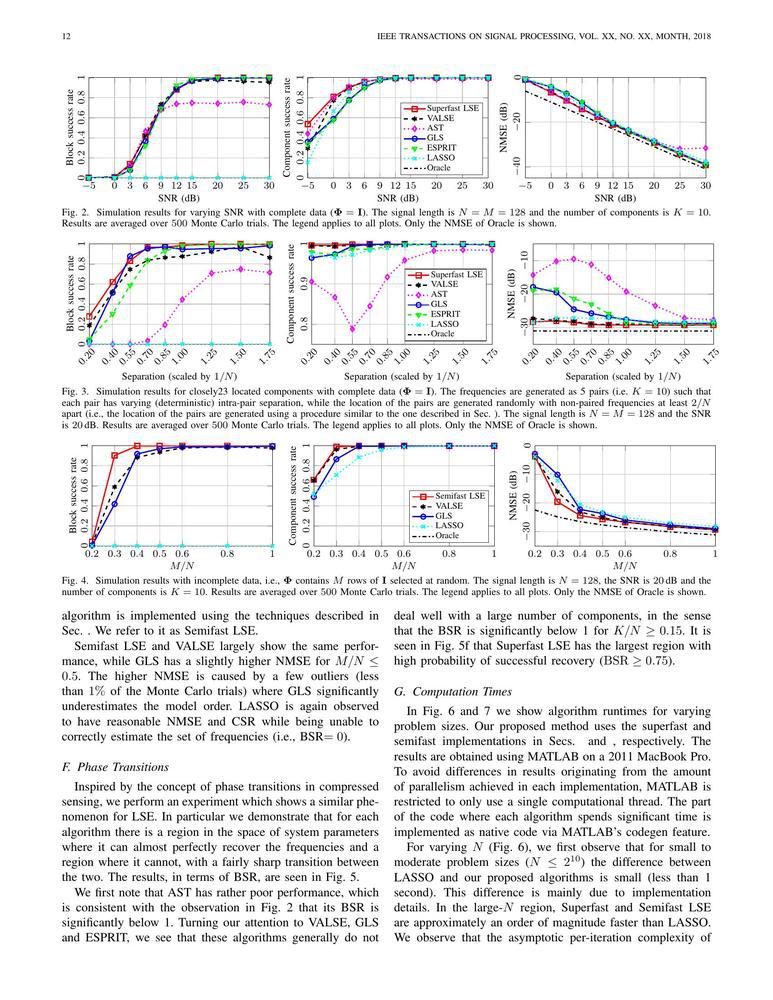 12
IEEE TRANSACTIONS ON SIGNAL PROCESSING, VOL. XX, NO. XX, MONTH, 2018
Block success rate
0 0.2 0.4 0.6 0.8 1
−5 0 3 6 9 12 15 20 25 30
SNR (dB)
Component success rate
0 0.2 0.4 0.6 0.8 1
−5 0 3 6 9 12 15 20 25 30
SNR (dB)
Superfast LSE
VALSE
AST
GLS
ESPRIT
LASSO
Oracle
NMSE (dB)
−40 −20 0
−5 0 3 6 9 12 15 20 25 30
SNR (dB)
Fig. 2. Simulation results for varying SNR with complete data (Φ = I). The signal length is N = M = 128 and the number of components is K = 10.
Results are averaged over 500 Monte Carlo trials. The legend applies to all plots. Only the NMSE of Oracle is shown.
Block success rate
0 0.2 0.4 0.6 0.8 1
0.20 0.40 0.55 0.70 0.85 1.00 1.25 1.50 1.75
Separation (scaled by 1/N)
Component success rate
0.8 0.9 1
0.20 0.40 0.55 0.70 0.85 1.00 1.25 1.50 1.75
Separation (scaled by 1/N)
Superfast LSE
VALSE
AST
GLS
ESPRIT
LASSO
Oracle
NMSE (dB)
−30 −20 −10
0.20 0.40 0.55 0.70 0.85 1.00 1.25 1.50 1.75
Separation (scaled by 1/N)
Fig. 3. Simulation results for closely23 located components with complete data (Φ = I). The frequencies are generated as 5 pairs (i.e. K = 10) such that
each pair has varying (deterministic) intra-pair separation, while the location of the pairs are generated randomly with non-paired frequencies at least 2/N
apart (i.e., the location of the pairs are generated using a procedure similar to the one described in Sec. ). The signal length is N = M = 128 and the SNR
is 20 dB. Results are averaged over 500 Monte Carlo trials. The legend applies to all plots. Only the NMSE of Oracle is shown.
Block success rate
0 0.2 0.4 0.6 0.8 1
0.2 0.3 0.4 0.5 0.6 0.8 1
M/N
Component success rate
0 0.2 0.4 0.6 0.8 1
0.2 0.3 0.4 0.5 0.6 0.8 1
M/N
Semifast LSE
VALSE
GLS
LASSO
Oracle
NMSE (dB)
−30 −20 −10 0
0.2 0.3 0.4 0.5 0.6 0.8 1
M/N
Fig. 4. Simulation results with incomplete data, i.e., Φ contains M rows of I selected at random. The signal length is N = 128, the SNR is 20 dB and the
number of components is K = 10. Results are averaged over 500 Monte Carlo trials. The legend applies to all plots. Only the NMSE of Oracle is shown.
algorithm is implemented using the techniques described in
Sec. . We refer to it as Semifast LSE.
Semifast LSE and VALSE largely show the same perfor-
mance, while GLS has a slightly higher NMSE for M/N ≤
0.5. The higher NMSE is caused by a few outliers (less
than 1% of the Monte Carlo trials) where GLS significantly
underestimates the model order. LASSO is again observed
to have reasonable NMSE and CSR while being unable to
correctly estimate the set of frequencies (i.e., BSR= 0).
F. Phase Transitions
Inspired by the concept of phase transitions in compressed
sensing, we perform an experiment which shows a similar phe-
nomenon for LSE. In particular we demonstrate that for each
algorithm there is a region in the space of system parameters
where it can almost perfectly recover the frequencies and a
region where it cannot, with a fairly sharp transition between
the two. The results, in terms of BSR, are seen in Fig. 5.
We first note that AST has rather poor performance, which
is consistent with the observation in Fig. 2 that its BSR is
significantly below 1. Turning our attention to VALSE, GLS
and ESPRIT, we see that these algorithms generally do not
deal well with a large number of components, in the sense
that the BSR is significantly below 1 for K/N ≥ 0.15. It is
seen in Fig. 5f that Superfast LSE has the largest region with
high probability of successful recovery (BSR ≥ 0.75).
G. Computation Times
In Fig. 6 and 7 we show algorithm runtimes for varying
problem sizes. Our proposed method uses the superfast and
semifast implementations in Secs. and , respectively. The
results are obtained using MATLAB on a 2011 MacBook Pro.
To avoid differences in results originating from the amount
of parallelism achieved in each implementation, MATLAB is
restricted to only use a single computational thread. The part
of the code where each algorithm spends significant time is
implemented as native code via MATLAB's codegen feature.
For varying N (Fig. 6), we first observe that for small to
moderate problem sizes (N ≤ 2¹⁰) the difference between
LASSO and our proposed algorithms is small (less than 1
second). This difference is mainly due to implementation
details. In the large-N region, Superfast and Semifast LSE
are approximately an order of magnitude faster than LASSO.
We observe that the asymptotic per-iteration complexity of